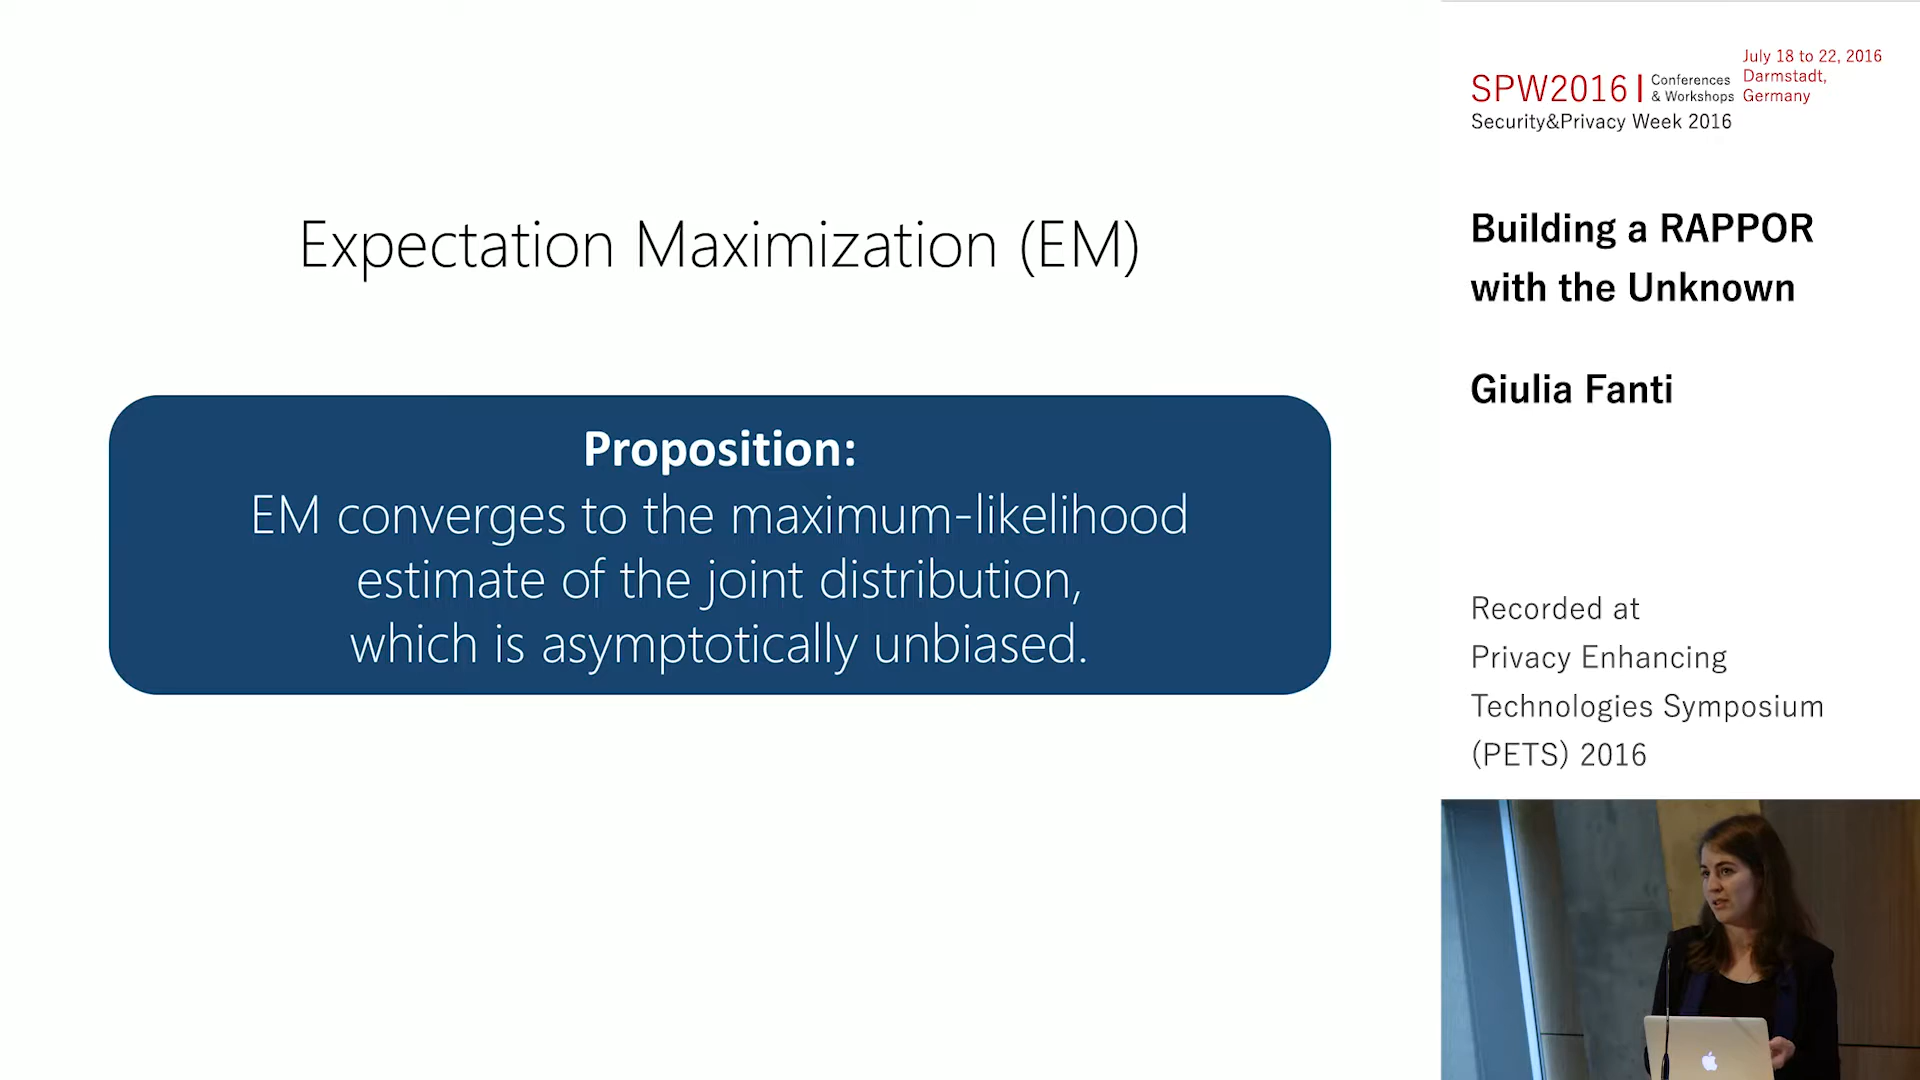 Expectation Maximization (EM)
Proposition:
EM converges to the maximum-likelihood
estimate of the joint distribution,
which is asymptotically unbiased.
July 18 to 22, 2016
Darmstadt,
Germany
SPW2016 | Conferences
& Workshops
Security&Privacy Week 2016
Building a RAPPOR
with the Unknown
Giulia Fanti
Recorded at
Privacy Enhancing
Technologies Symposium
(PETS) 2016